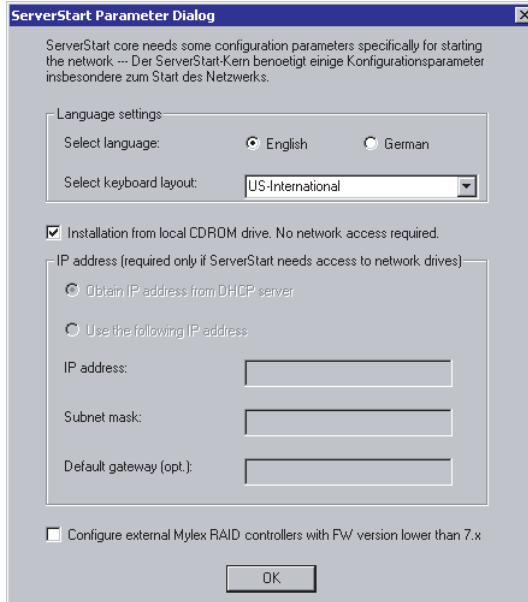 ServerStart Parameter Dialog
ServerStart core needs some configuration parameters specifically for starting
the network --- Der ServerStart-Kern benoetigt einige Konfigurationsparameter
insbesondere zum Start des Netzwerks.
Language settings
Select language:
English
German
Select keyboard layout:
US-International
Installation from local CDROM drive. No network access required.
IP address (required only if ServerStart needs access to network drives)
Obtain IP address from DHCP server
Use the following IP address
IP address:
Subnet mask:
Default gateway (opt.):
Configure external Mylex RAID controllers with FW version lower than 7.x
OK